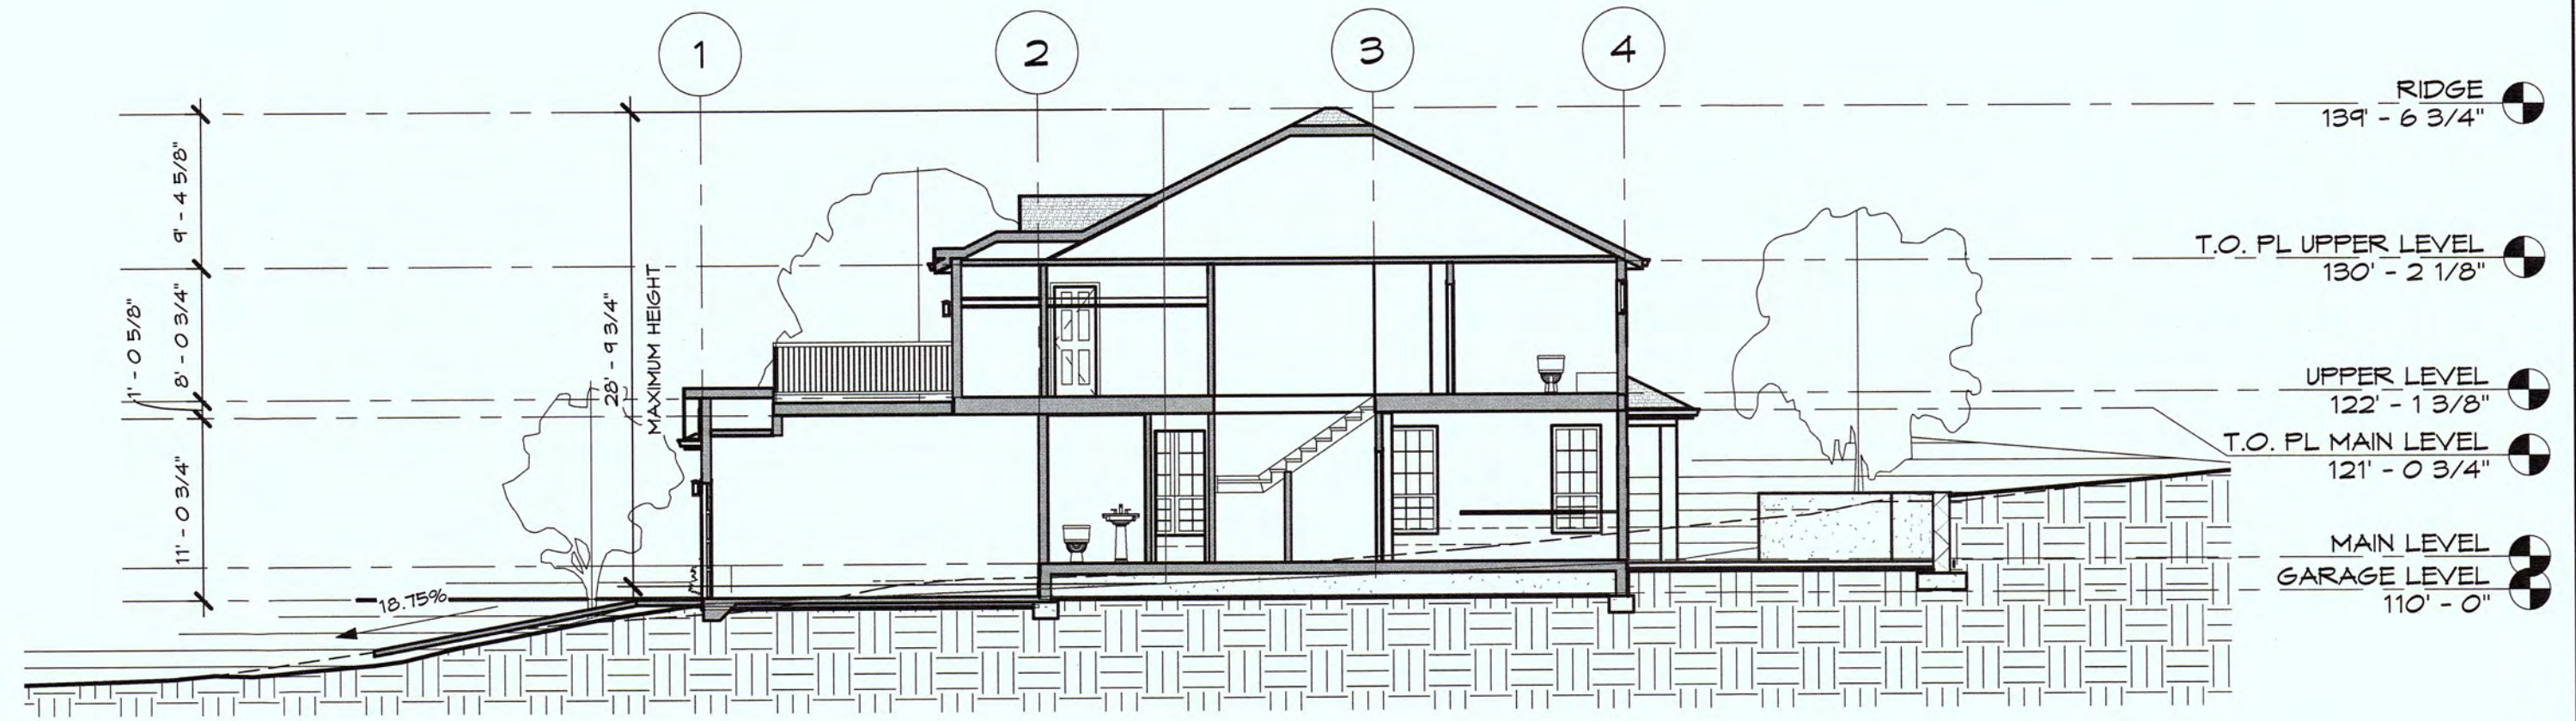 1
2
3
4
RIDGE
139' - 6 3/4"
9' - 4 5/8"
T.O. PL UPPER LEVEL
130' - 2 1/8"
8' - 0 3/4"
1' - 0 5/8"
28' - 9 3/4"
MAXIMUM HEIGHT
UPPER LEVEL
122' - 1 3/8"
T.O. PL MAIN LEVEL
121' - 0 3/4"
11' - 0 3/4"
MAIN LEVEL
GARAGE LEVEL
110' - 0"
18.75%